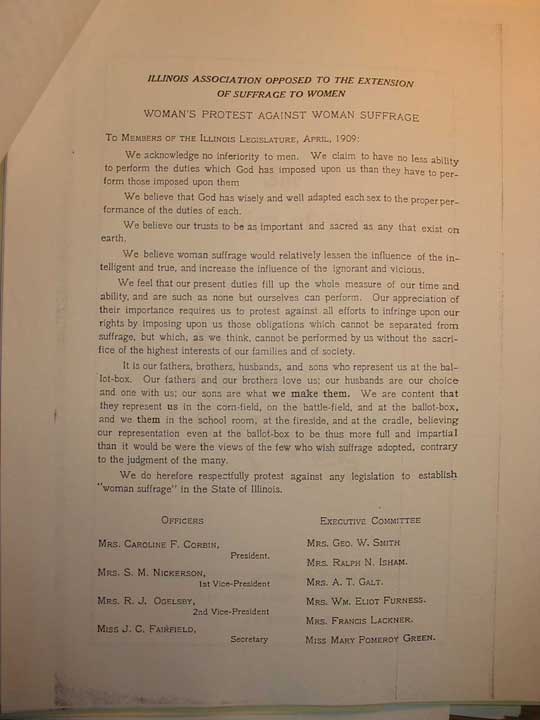 ILLINOIS ASSOCIATION OPPOSED TO THE EXTENSION
OF SUFFRAGE TO WOMEN
WOMAN'S PROTEST AGAINST WOMAN SUFFRAGE
TO MEMBERS OF THE ILLINOIS LEGISLATURE, APRIL, 1909:
We acknowledge no inferiority to men. We claim to have no less ability
to perform the duties which God has imposed upon us than they have to per-
form those imposed upon them
We believe that God has wisely and well adapted each sex to the proper per-
formance of the duties of each.
We believe our trusts to be as important and sacred as any that exist on
earth.
We believe woman suffrage would relatively lessen the influence of the in-
telligent and true, and increase the influence of the ignorant and vicious.
We feel that our present duties fill up the whole measure of our time and
ability, and are such as none but ourselves can perform. Our appreciation of
their importance requires us to protest against all efforts to infringe upon our
rights by imposing upon us those obligations which cannot be separated from
suffrage, but which, as we think, cannot be performed by us without the sacri-
fice of the highest interests of our families and of society.
It is our fathers, brothers, husbands, and sons who represent us at the bal-
lot-box. Our fathers and our brothers love us; our husbands are our choice
and one with us; our sons are what we make them. We are content that
they represent us in the corn-field, on the battle-field, and at the ballot-box,
and we them in the school room, at the fireside, and at the cradle, believing
our representation even at the ballot-box to be thus more full and impartial
than it would be were the views of the few who wish suffrage adopted, contrary
to the judgment of the many.
We do herefore respectfully protest against any legislation to establish
"woman suffrage" in the State of Illinois.
OFFICERS
MRS. CAROLINE F. CORBIN,
President.
MRS. S. M. NICKERSON,
1st Vice-President
MRS. R. J. OGELSBY,
2nd Vice-President
MISS J. C. FAIRFIELD,
Secretary
EXECUTIVE COMMITTEE
MRS. GEO. W. SMITH
MRS. RALPH N. ISHAM.
MRS. A. T. GALT.
MRS. WM. ELIOT FURNESS.
MRS. FRANCIS LACKNER.
MISS MARY POMEROY GREEN.